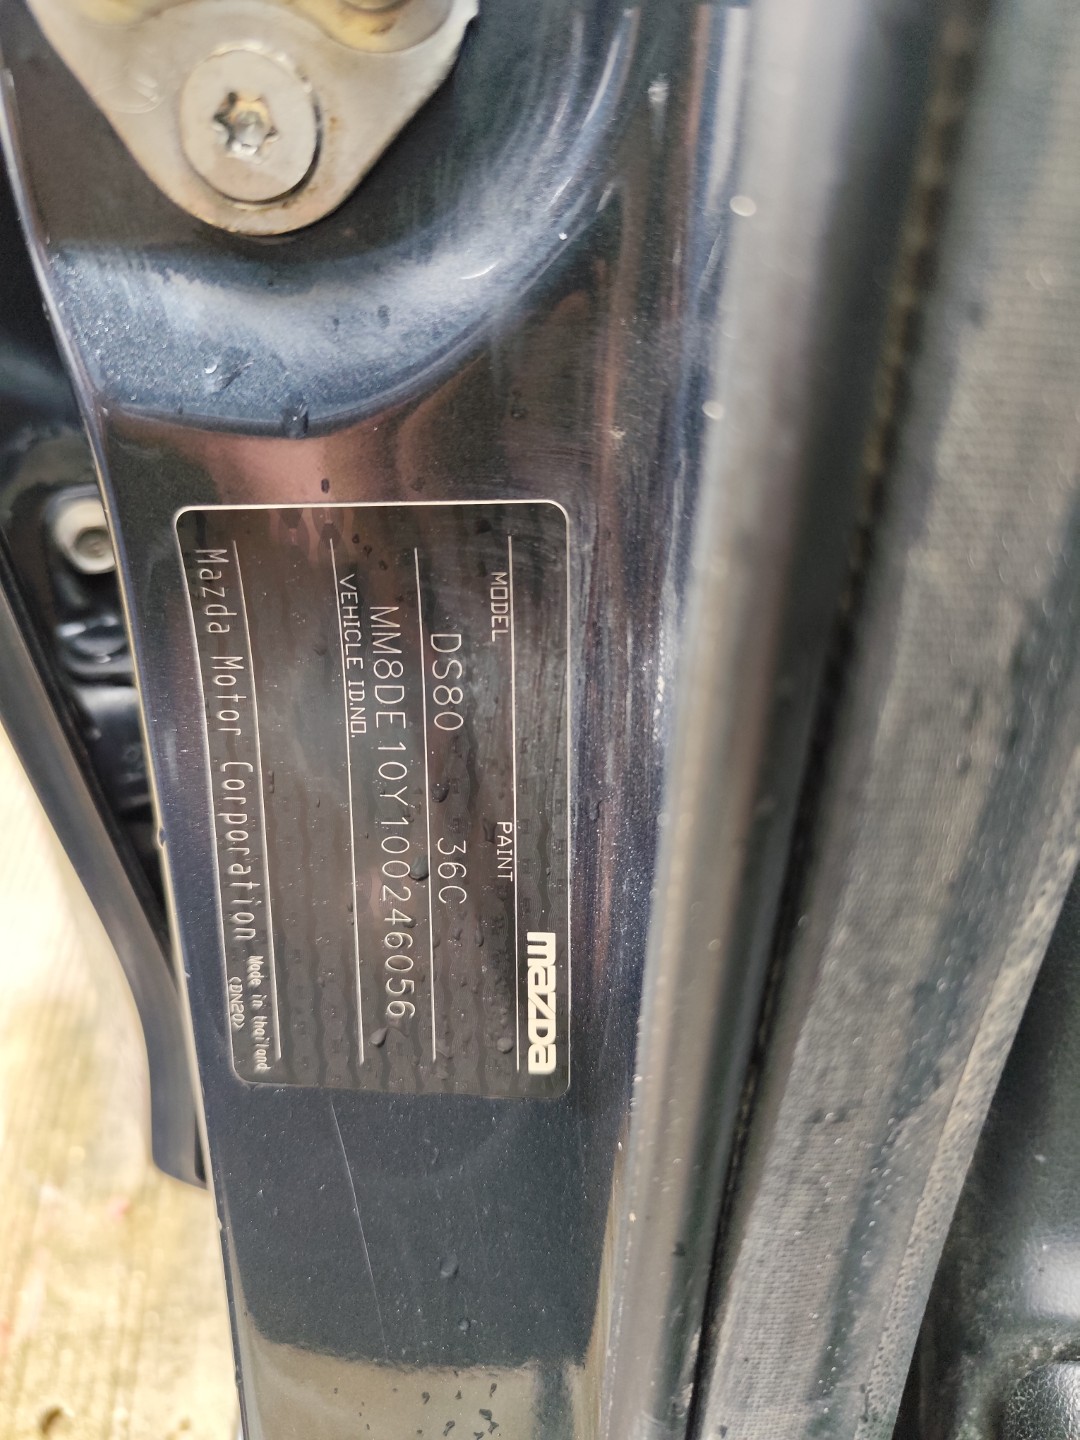 mazda
MODEL PAINT
DS80 36C
MM8DE10Y100246056
VEHICLE ID.NO.
Mazda Motor Corporation Made in thailand
(DN20)